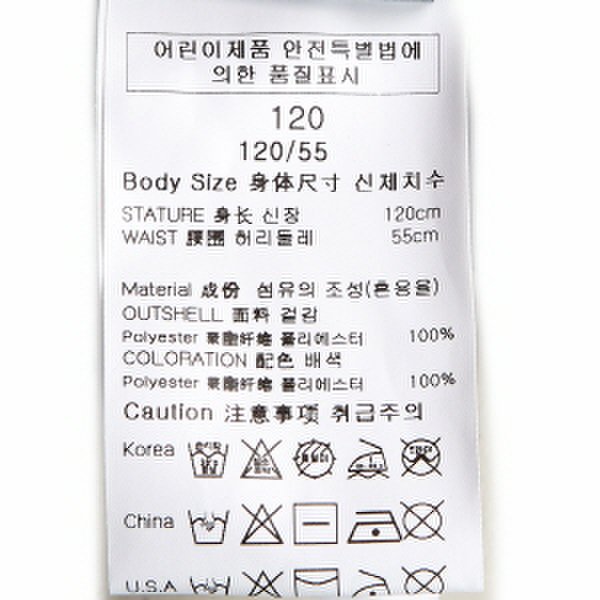 어린이제품 안전특별법에
의한 품질표시
120
120/55
Body Size 身体尺寸 신체치수
STATURE 身长 신장 120cm
WAIST 腰围 허리둘레 55cm
Material 成份 섬유의 조성(혼용율)
OUTSHELL 面料 겉감
Polyester 聚酯纤维 폴리에스터 100%
COLORATION 配色 배색
Polyester 聚酯纤维 폴리에스터 100%
Caution 注意事项 취급주의
Korea
China
U.S.A